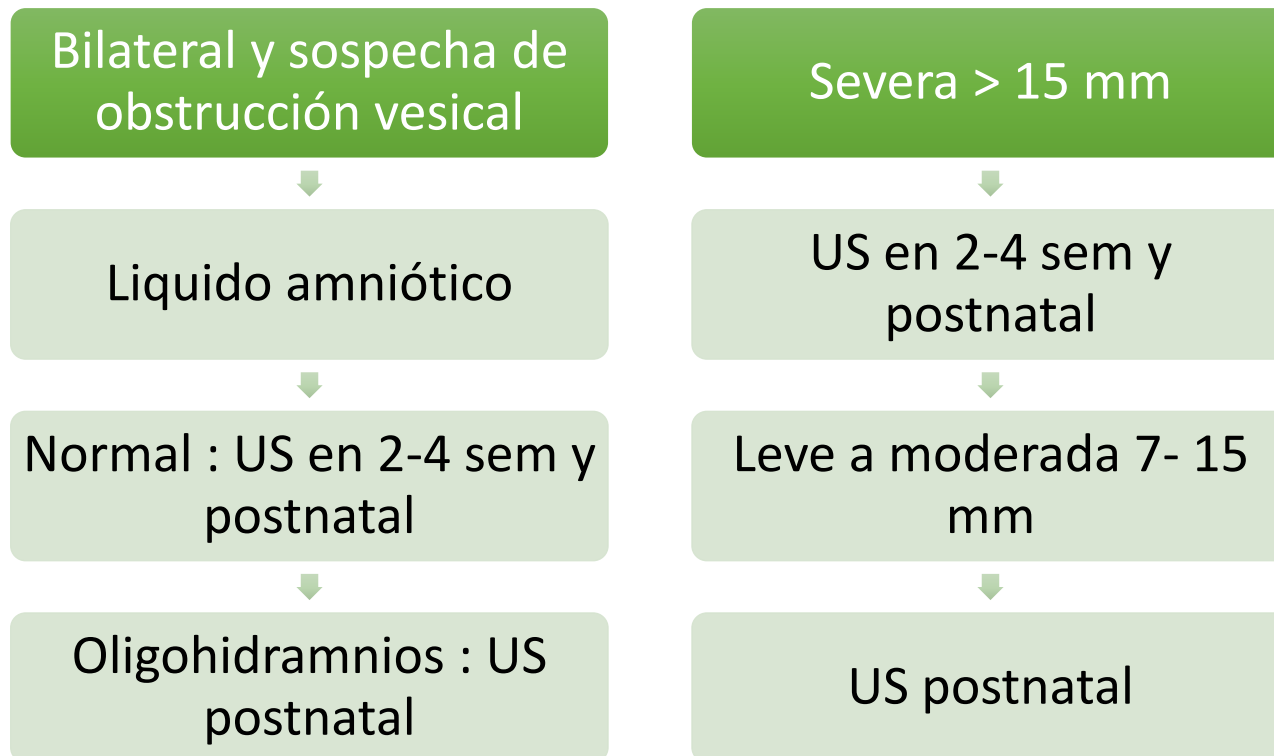 Bilateral y sospecha de
obstrucción vesical
Liquido amniótico
Normal : US en 2-4 sem y
postnatal
Oligohidramnios : US
postnatal
Severa > 15 mm
US en 2-4 sem y
postnatal
Leve a moderada 7- 15
mm
US postnatal